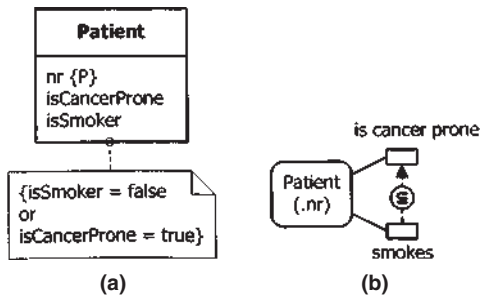 Patient
nr {P}
isCancerProne
isSmoker
{isSmoker = false
or
isCancerProne = true}
(a)
is cancer prone
Patient
(.nr)
⊆
smokes
(b)